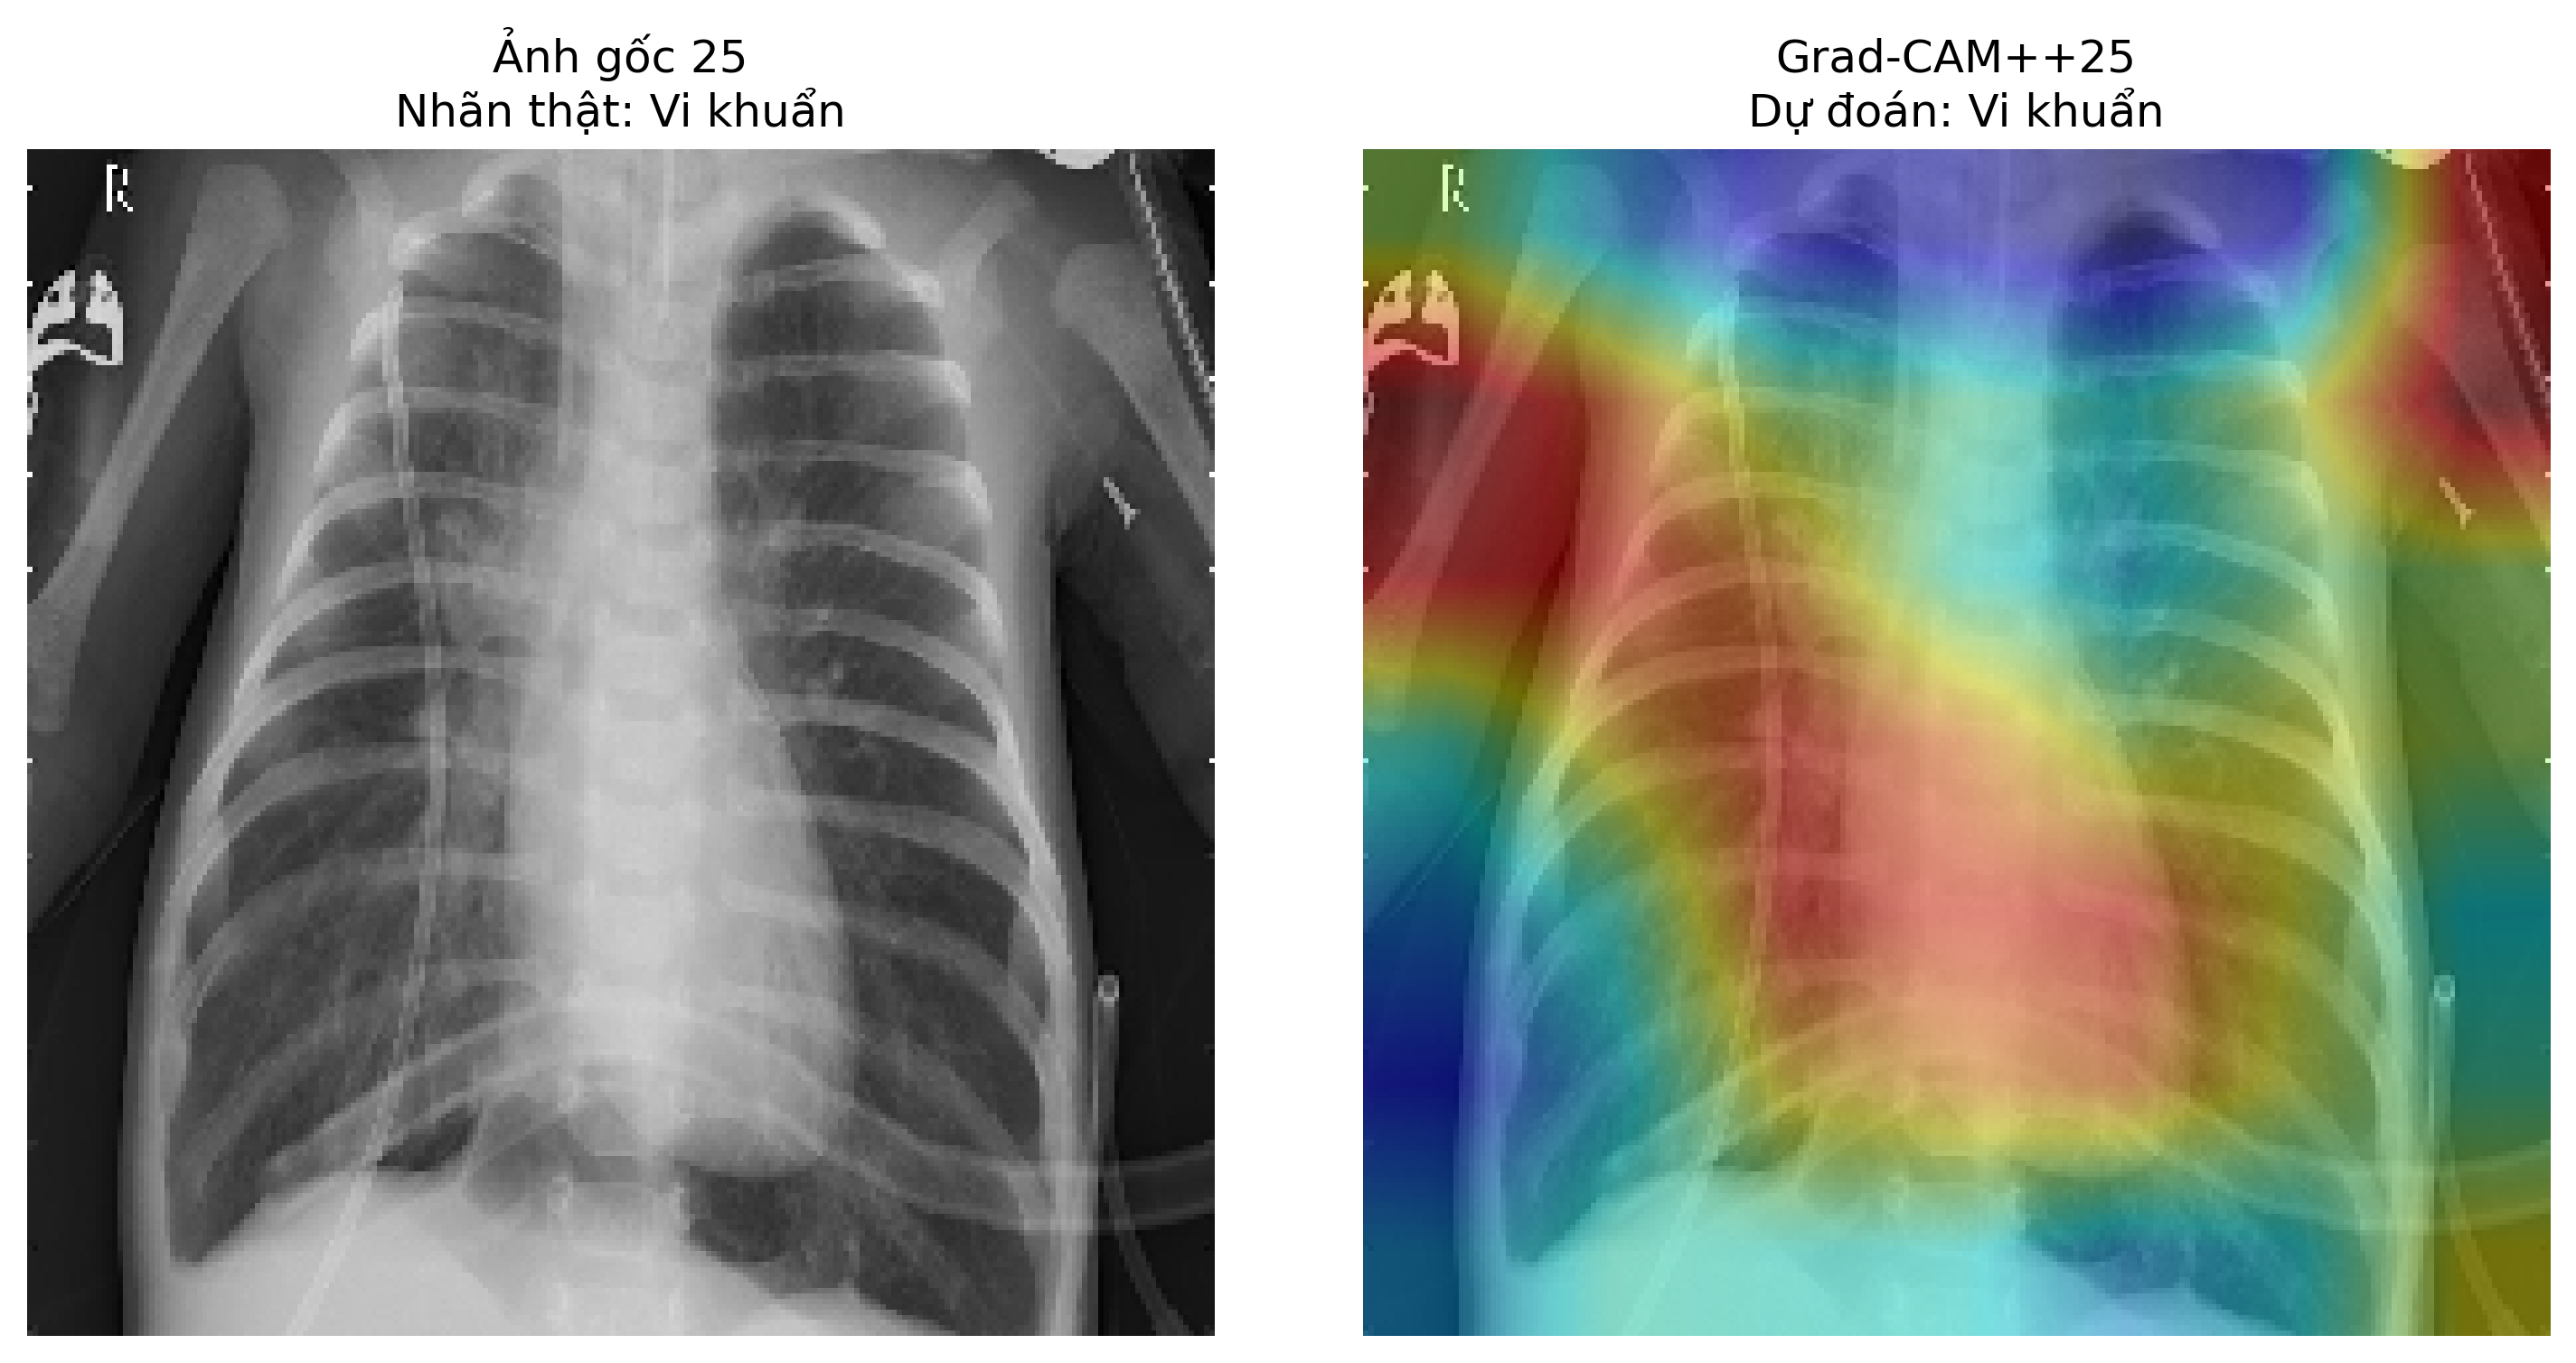 Ảnh gốc 25
Nhãn thật: Vi khuẩn
Grad-CAM++25
Dự đoán: Vi khuẩn
R
R